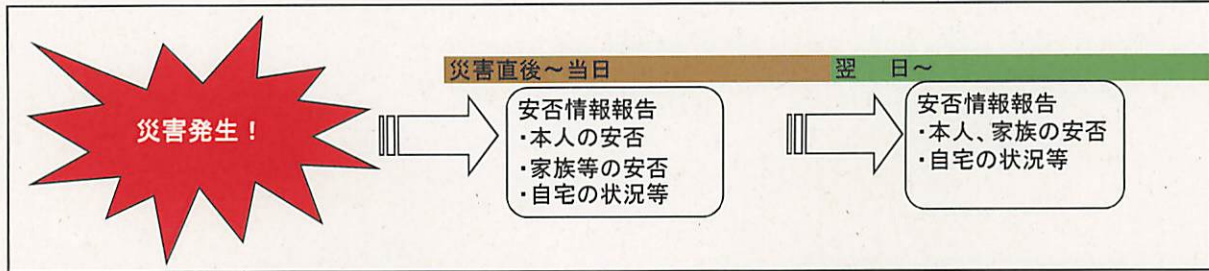 災害発生！
災害直後～当日
安否情報報告
・本人の安否
・家族等の安否
・自宅の状況等
翌　日～
安否情報報告
・本人、家族の安否
・自宅の状況等